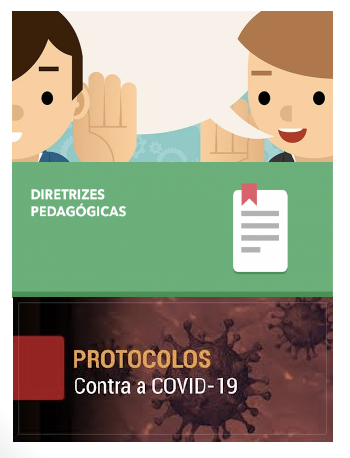 DIRETRIZES
PEDAGÓGICAS
PROTOCOLOS
Contra a COVID-19